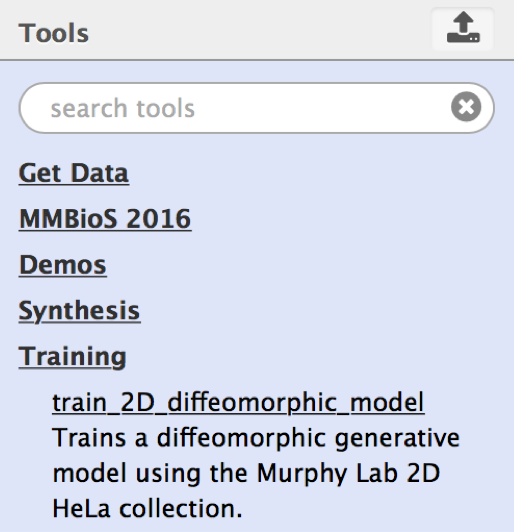 Tools
search tools
Get Data
MMBioS 2016
Demos
Synthesis
Training
train_2D_diffeomorphic_model
Trains a diffeomorphic generative
model using the Murphy Lab 2D
HeLa collection.